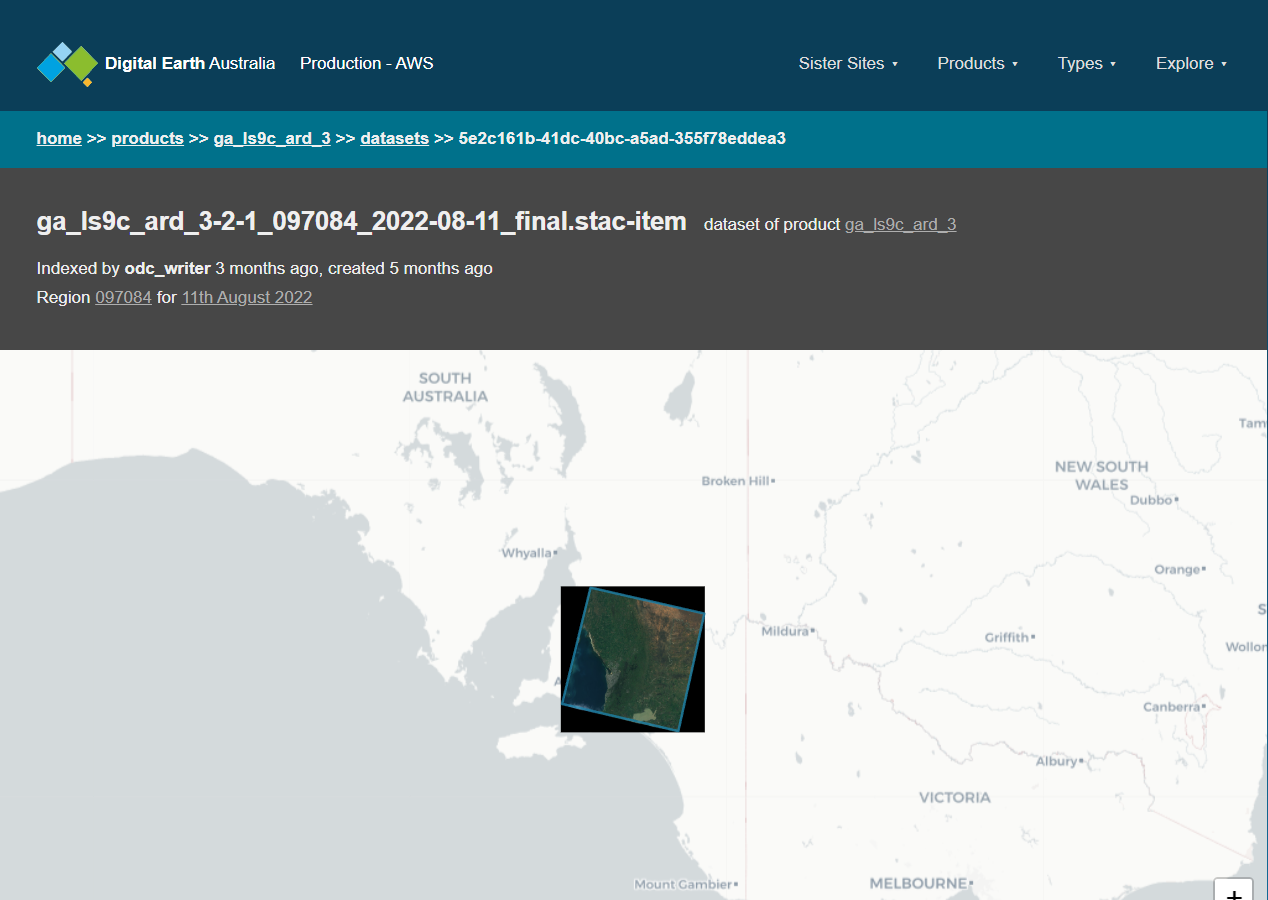 Digital Earth Australia Production - AWS Sister Sites ▾ Products ▾ Types ▾ Explore ▾
home >> products >> ga_ls9c_ard_3 >> datasets >> 5e2c161b-41dc-40bc-a5ad-355f78eddea3
ga_ls9c_ard_3-2-1_097084_2022-08-11_final.stac-item dataset of product ga_ls9c_ard_3
Indexed by odc_writer 3 months ago, created 5 months ago
Region 097084 for 11th August 2022
SOUTH
AUSTRALIA
Tam
NEW SOUTH
WALES
Broken Hill
Dubbo
Whyalla
Orange
S
Mildura
Griffith
Wollon
A
Canberra
Albury
VICTORIA
Mount Gambier
MELBOURNE
+